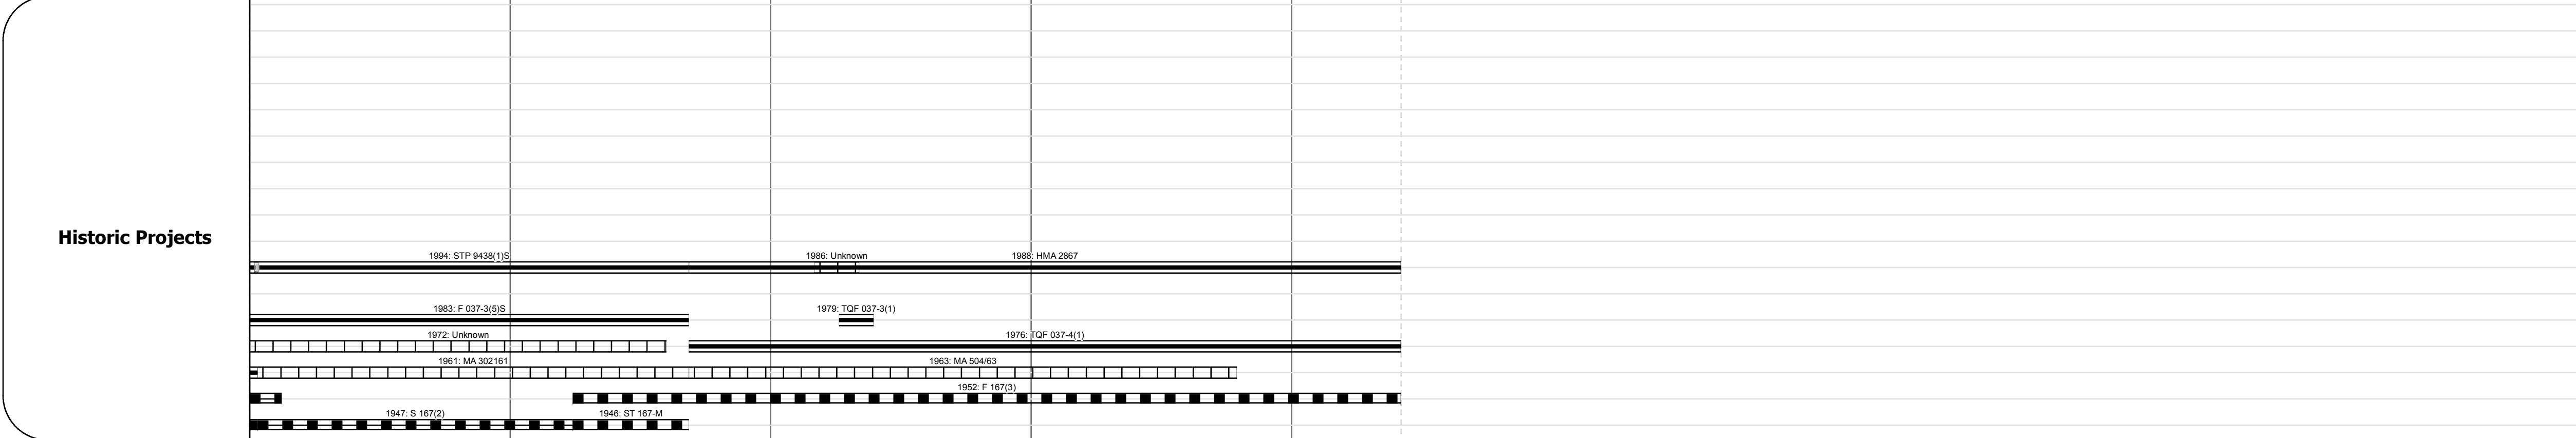 Historic Projects
1994: STP 9438(1)S
1986: Unknown
1988: HMA 2867
1983: F 037-3(5)S
1979: TQF 037-3(1)
1972: Unknown
1976: TQF 037-4(1)
1961: MA 302161
1963: MA 504/63
1952: F 167(3)
1947: S 167(2)
1946: ST 167-M